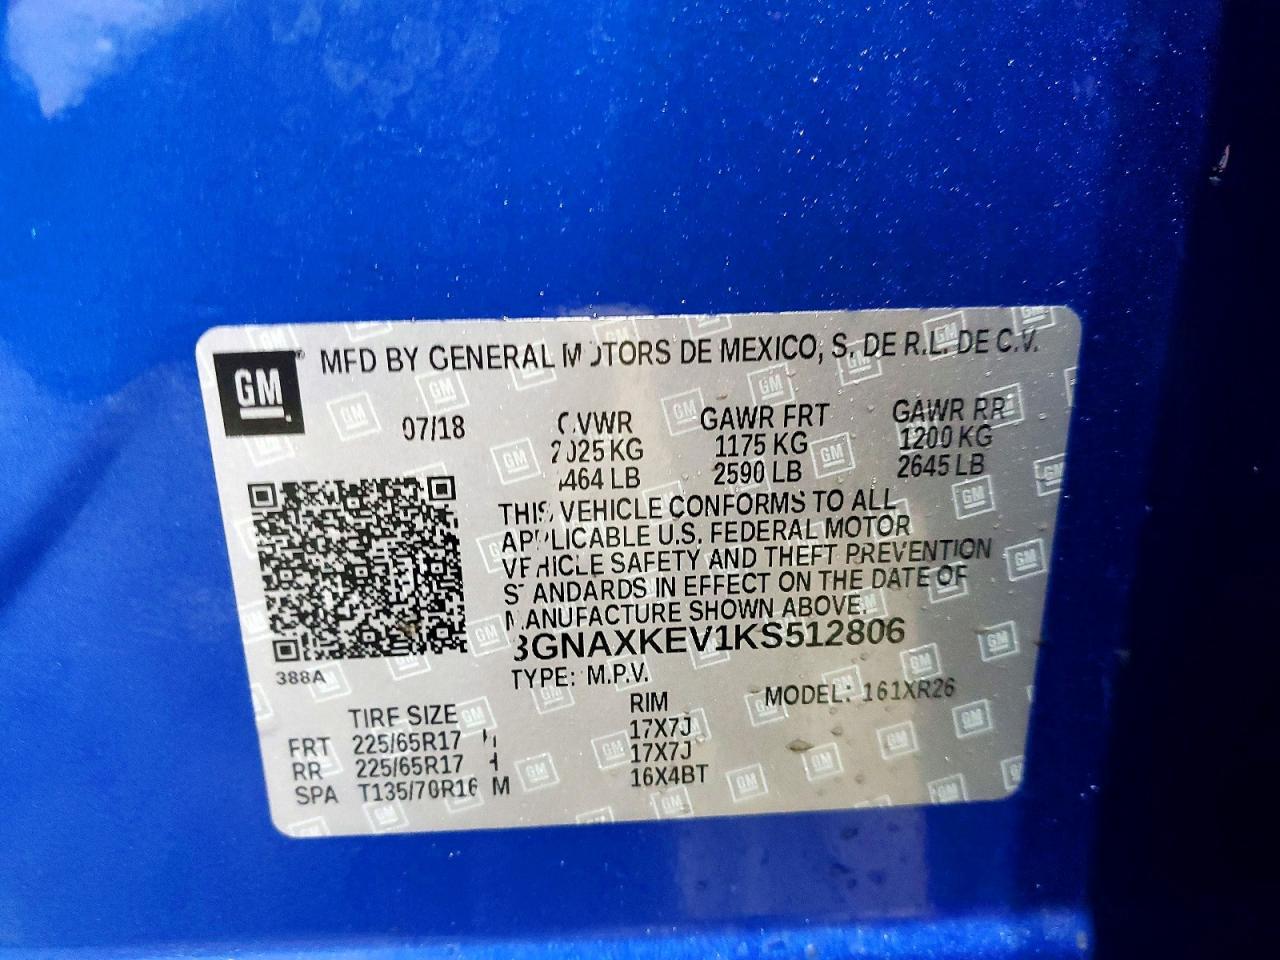 GM
MFD BY GENERAL MOTORS DE MEXICO, S. DE R.L. DE C.V.
07/18 GVWR GAWR FRT GAWR RR
2025 KG 1175 KG 1200 KG
4464 LB 2590 LB 2645 LB
THIS VEHICLE CONFORMS TO ALL
APPLICABLE U.S. FEDERAL MOTOR
VEHICLE SAFETY AND THEFT PREVENTION
STANDARDS IN EFFECT ON THE DATE OF
MANUFACTURE SHOWN ABOVE.
3GNAXKEV1KS512806
388A
TYPE: M.P.V. MODEL: 161XR26
TIRE SIZE RIM
FRT 225/65R17 H 17X7J
RR 225/65R17 H 17X7J
SPA T135/70R16 M 16X4BT